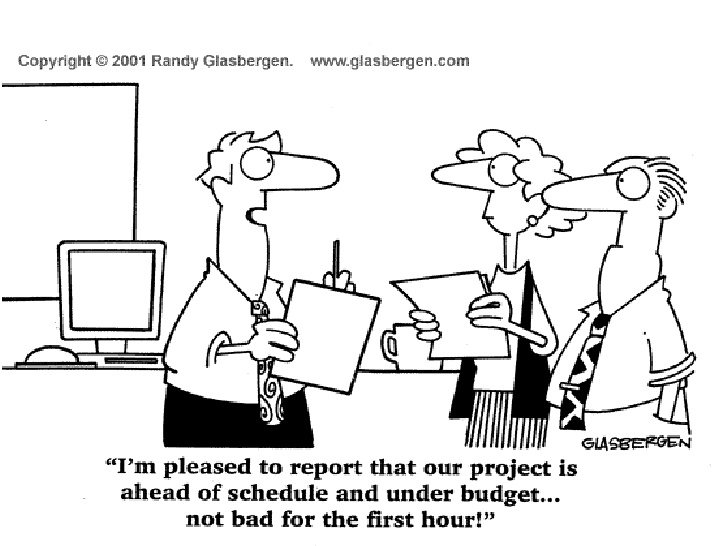 Copyright © 2001 Randy Glasbergen. www.glasbergen.com
GLASBERGEN
“I’m pleased to report that our project is
ahead of schedule and under budget...
not bad for the first hour!”